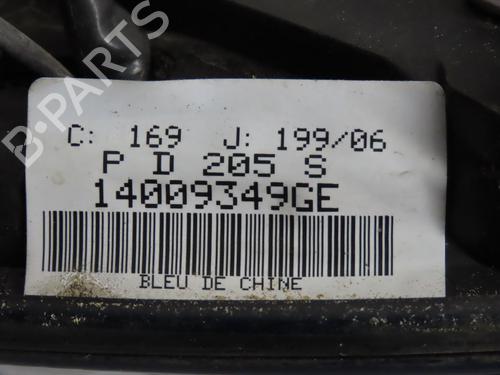 C: 169 J: 199/06
P D 205 S
14009349GE
BLEU DE CHINE
B-PARTS